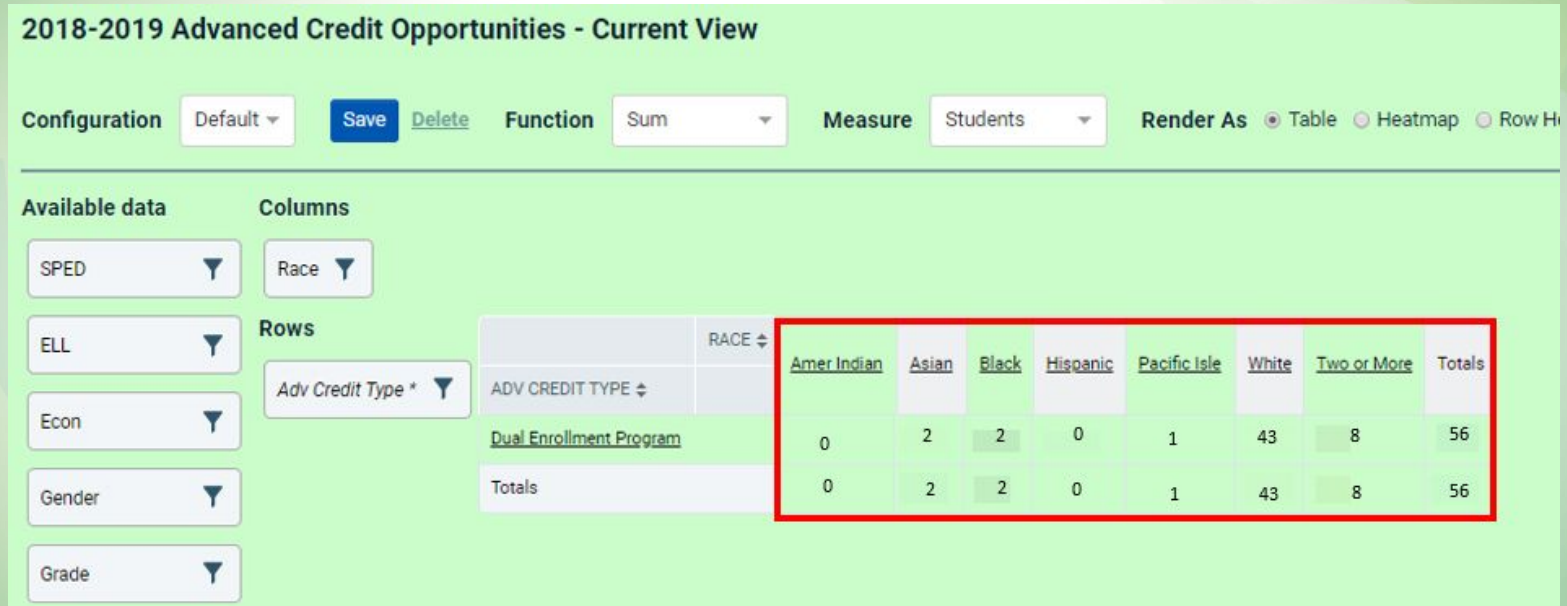 2018-2019 Advanced Credit Opportunities - Current View
Configuration Default Save Delete Function Sum Measure Students Render As Table Heatmap Row
Available data Columns
SPED Race
Rows
ELL Adv Credit Type *
RACE Amer Indian Asian Black Hispanic Pacific Isle White Two or More Totals
ADV CREDIT TYPE
Econ
Dual Enrollment Program 0 2 2 0 1 43 8 56
Gender
Totals 0 2 2 0 1 43 8 56
Grade